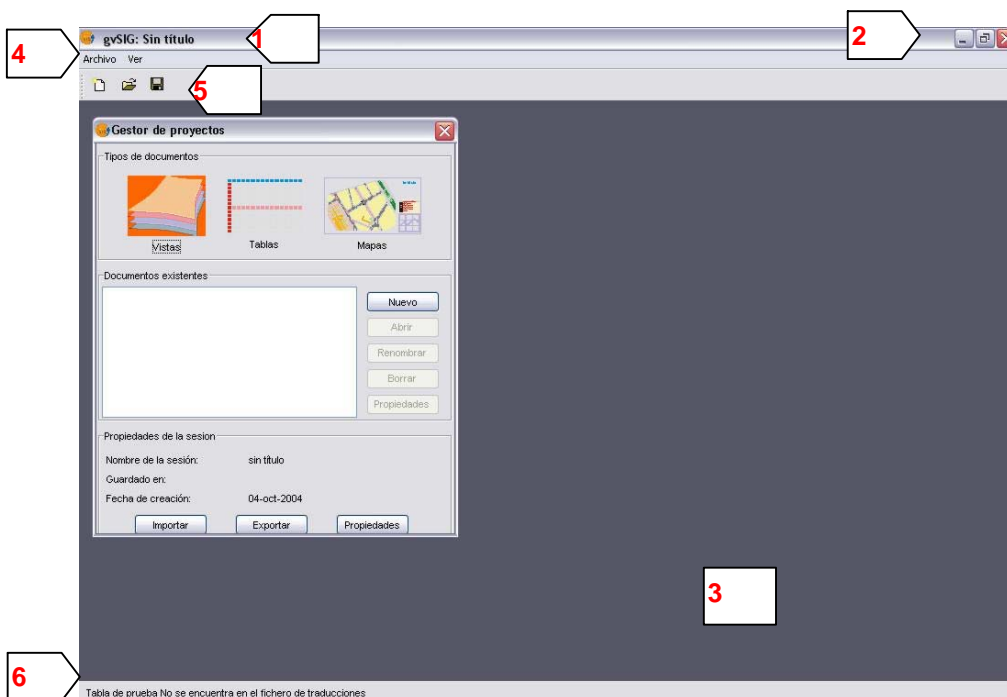 gvSIG: Sin título
1
2
4
Archivo Ver
5
Gestor de proyectos
Tipos de documentos
Vistas
Tablas
Mapas
Documentos existentes
Nuevo
Abrir
Renombrar
Borrar
Propiedades
Propiedades de la sesion
Nombre de la sesión: sin título
Guardado en:
Fecha de creación: 04-oct-2004
Importar Exportar Propiedades
3
6
Tabla de prueba No se encuentra en el fichero de traducciones